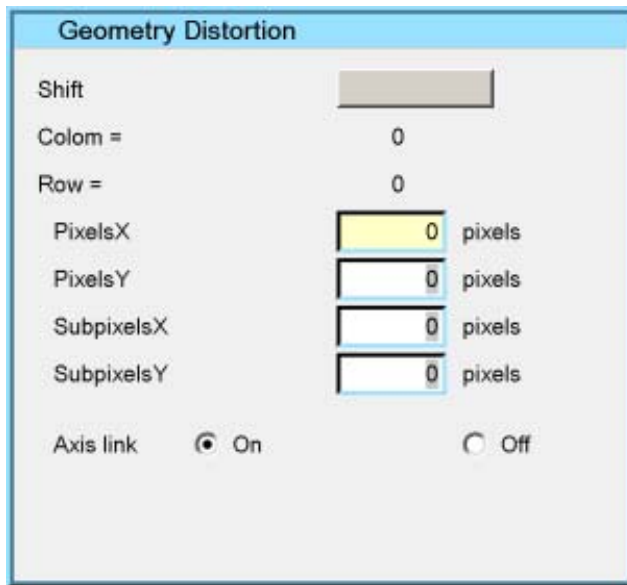 Geometry Distortion
Shift
Colom = 0
Row = 0
PixelsX 0 pixels
PixelsY 0 pixels
SubpixelsX 0 pixels
SubpixelsY 0 pixels
Axis link On Off